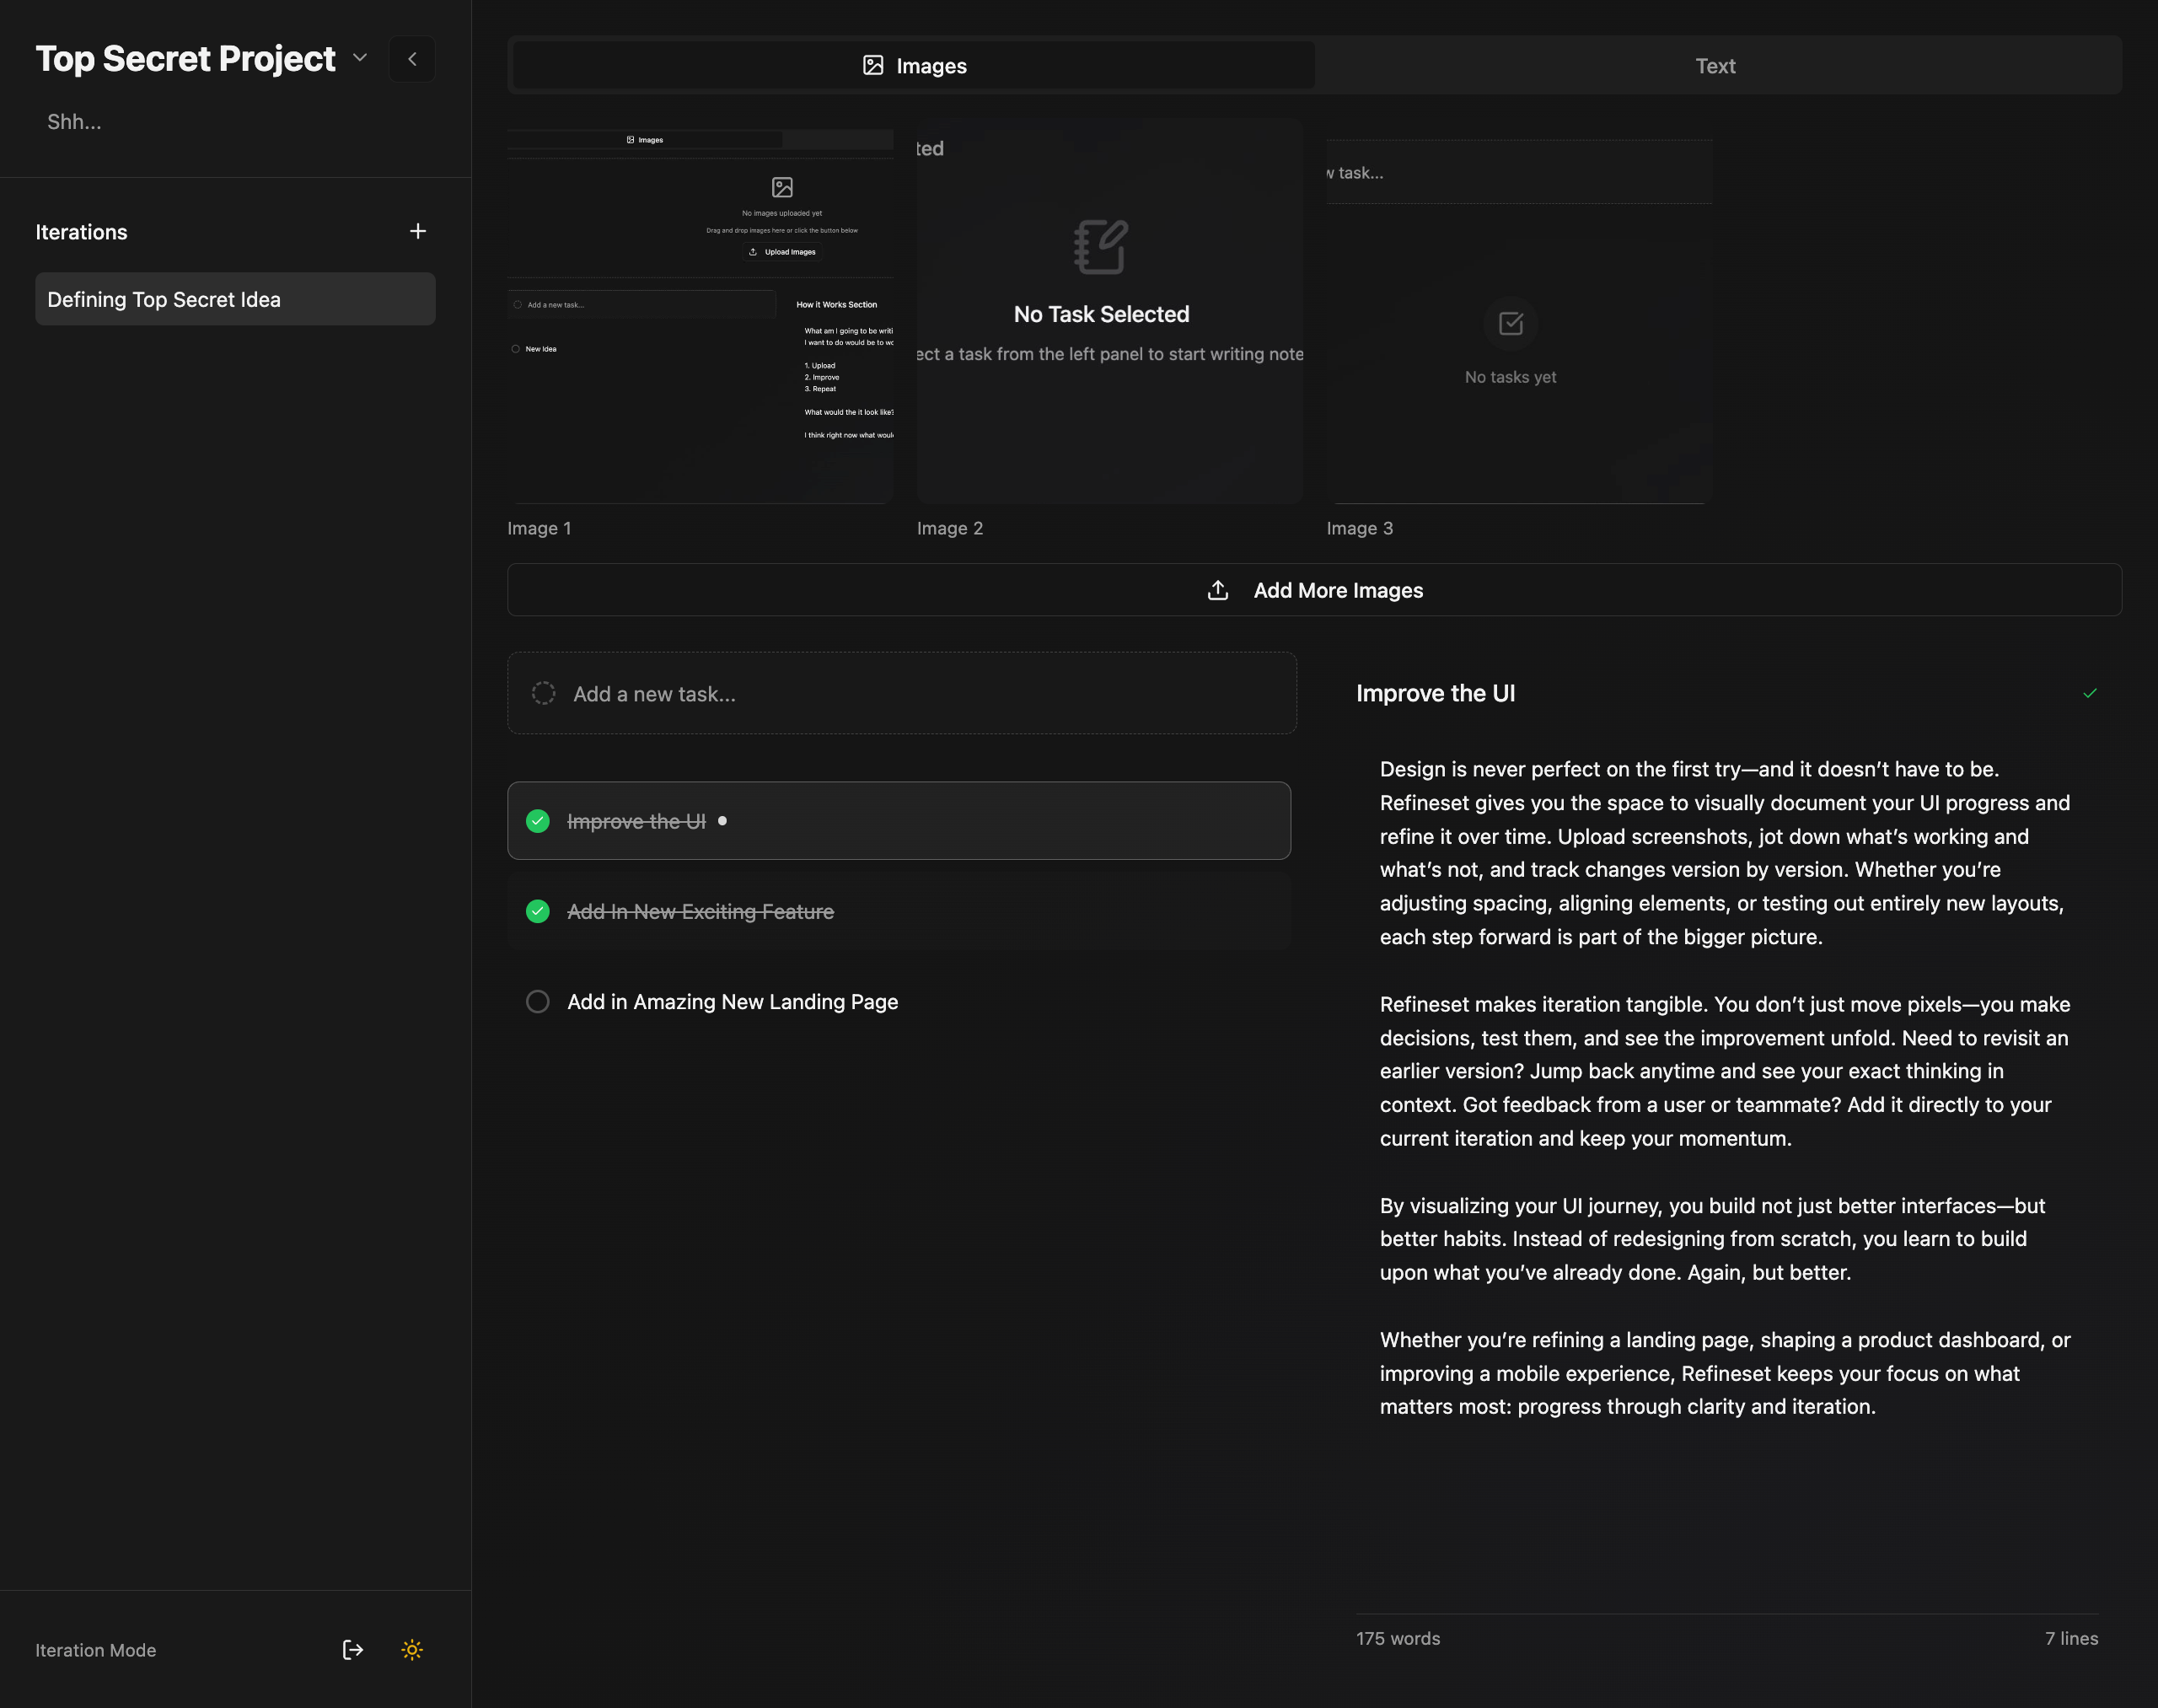 Top Secret Project
Shh...
Iterations
Defining Top Secret Idea
Iteration Mode
Images
Text
Images
No images uploaded yet
Drag and drop images here or click the button below
Upload Images
Add a new task...
New Idea
How it Works Section
What am I going to be writi
I want to do would be to wo
1. Upload
2. Improve
3. Repeat
What would the it look like?
I think right now what woul
Image 1
ted
No Task Selected
ect a task from the left panel to start writing note
Image 2
w task...
No tasks yet
Image 3
Add More Images
Add a new task...
Improve the UI
Add In New Exciting Feature
Add in Amazing New Landing Page
Improve the UI
Design is never perfect on the first try—and it doesn’t have to be.
Refineset gives you the space to visually document your UI progress and
refine it over time. Upload screenshots, jot down what’s working and
what’s not, and track changes version by version. Whether you’re
adjusting spacing, aligning elements, or testing out entirely new layouts,
each step forward is part of the bigger picture.
Refineset makes iteration tangible. You don’t just move pixels—you make
decisions, test them, and see the improvement unfold. Need to revisit an
earlier version? Jump back anytime and see your exact thinking in
context. Got feedback from a user or teammate? Add it directly to your
current iteration and keep your momentum.
By visualizing your UI journey, you build not just better interfaces—but
better habits. Instead of redesigning from scratch, you learn to build
upon what you’ve already done. Again, but better.
Whether you’re refining a landing page, shaping a product dashboard, or
improving a mobile experience, Refineset keeps your focus on what
matters most: progress through clarity and iteration.
175 words
7 lines